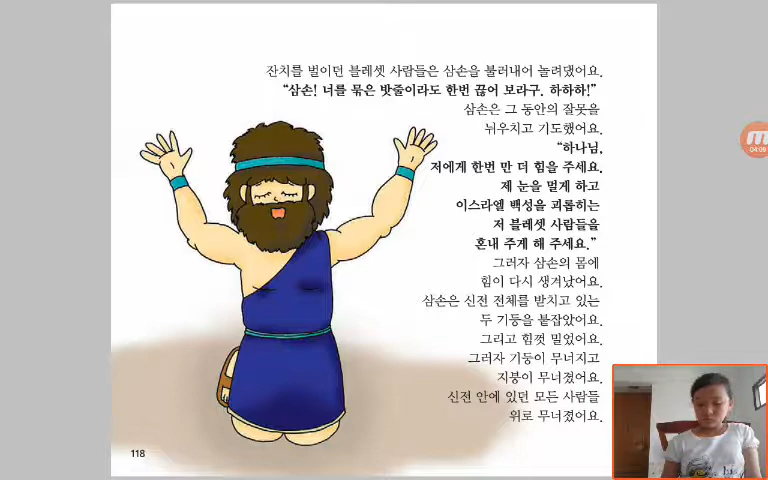 잔치를 벌이던 블레셋 사람들은 삼손을 불러내어 놀려댔어요.
“삼손! 너를 묶은 밧줄이라도 한번 끊어 보라구. 하하하!”
삼손은 그 동안의 잘못을
뉘우치고 기도했어요.
“하나님,
저에게 한번 만 더 힘을 주세요.
제 눈을 멀게 하고
이스라엘 백성을 괴롭히는
저 블레셋 사람들을
혼내 주게 해 주세요.”
그러자 삼손의 몸에
힘이 다시 생겨났어요.
삼손은 신전 전체를 받치고 있는
두 기둥을 붙잡았어요.
그리고 힘껏 밀었어요.
그러자 기둥이 무너지고
지붕이 무너졌어요.
신전 안에 있던 모든 사람들
위로 무너졌어요.
118
04:06